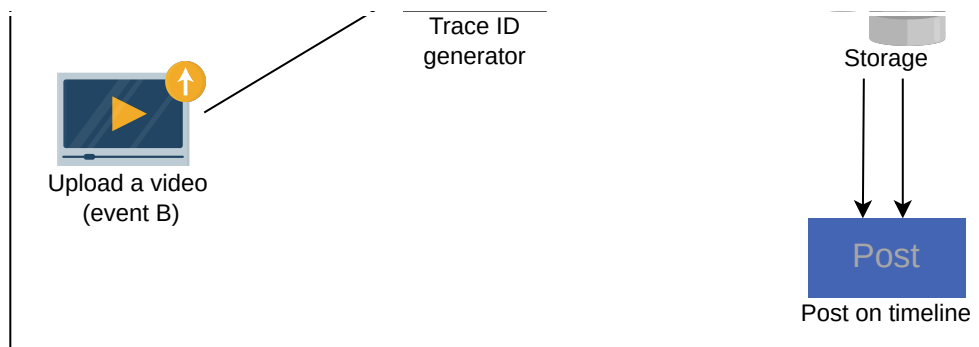 Trace ID
generator
Storage
Upload a video
(event B)
Post
Post on timeline